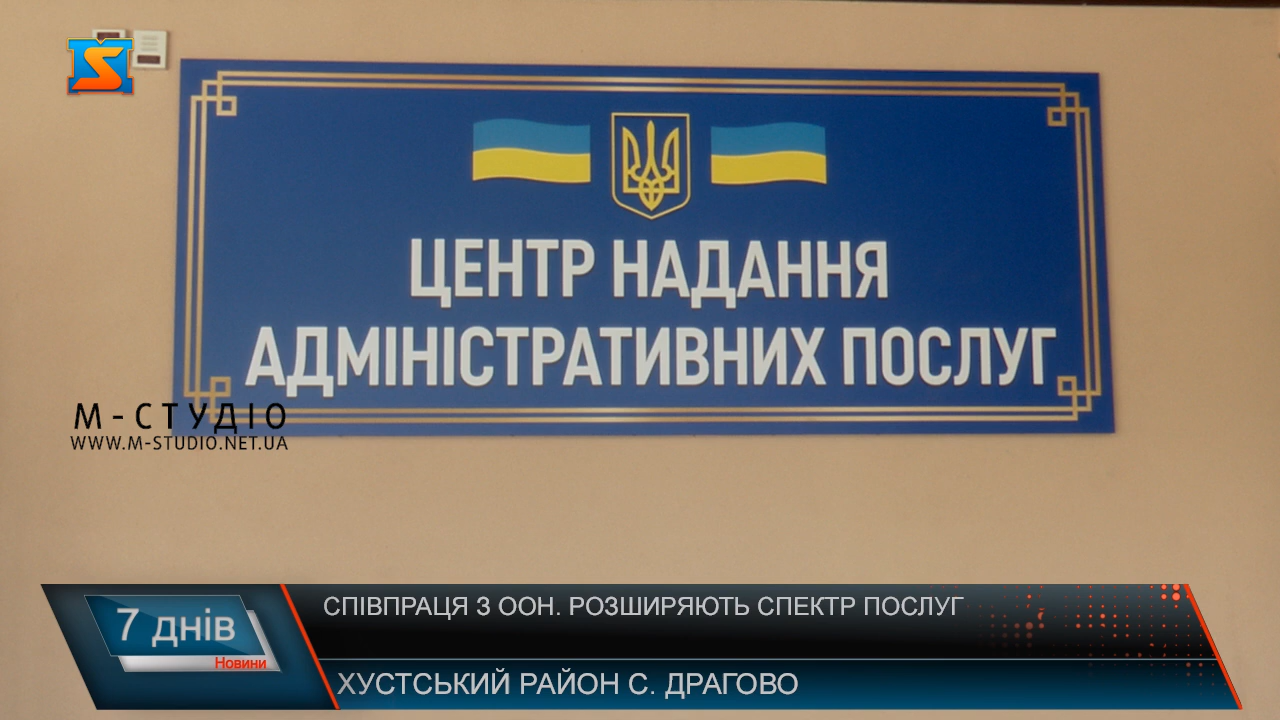 ЦЕНТР НАДАННЯ
АДМІНІСТРАТИВНИХ ПОСЛУГ
М-СТУДІО
WWW.M-STUDIO.NET.UA
7 днів
Новини
СПІВПРАЦЯ З ООН. РОЗШИРЯЮТЬ СПЕКТР ПОСЛУГ
ХУСТСЬКИЙ РАЙОН С. ДРАГОВО